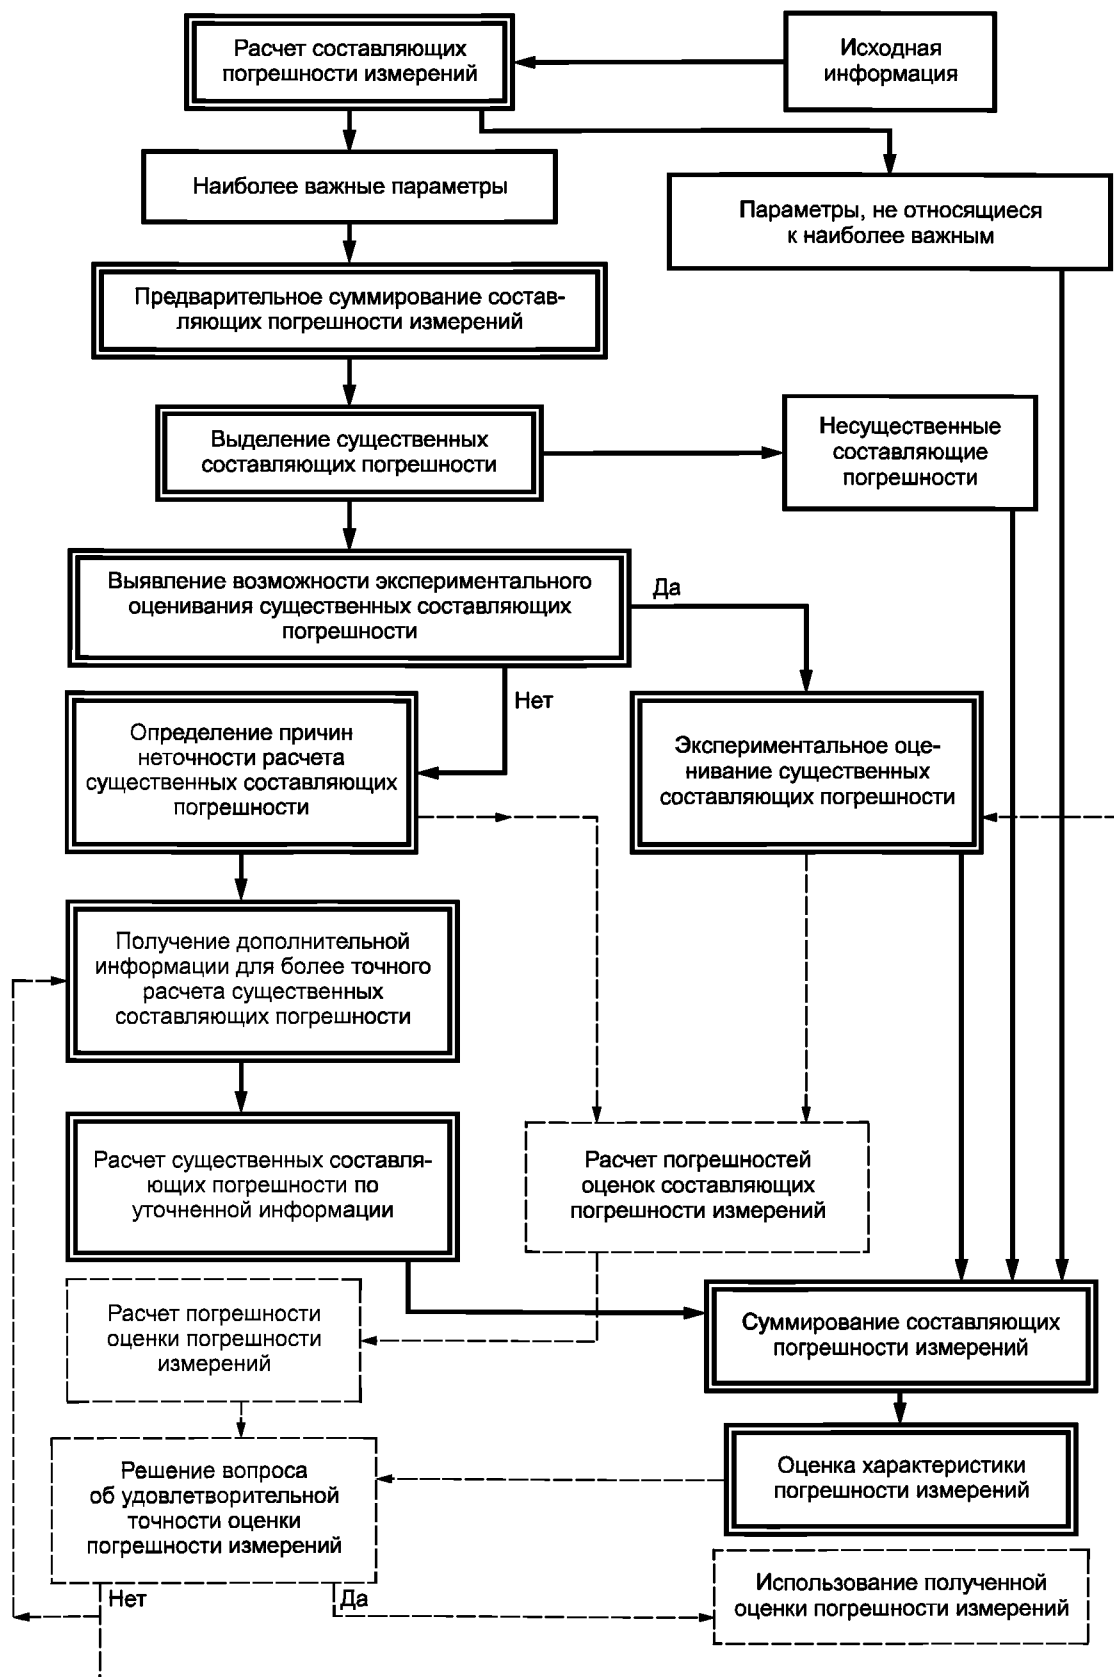 Расчет составляющих
погрешности измерений
Исходная
информация
Наиболее важные параметры
Параметры, не относящиеся
к наиболее важным
Предварительное суммирование состав-
ляющих погрешности измерений
Выделение существенных
составляющих погрешности
Несущественные
составляющие
погрешности
Выявление возможности экспериментального
оценивания существенных составляющих
погрешности
Да
Нет
Определение причин
неточности расчета
существенных составляющих
погрешности
Экспериментальное оце-
нивание существенных
составляющих погрешности
Получение дополнительной
информации для более точного
расчета существенных
составляющих погрешности
Расчет существенных составля-
ющих погрешности по
уточненной информации
Расчет погрешностей
оценок составляющих
погрешности измерений
Расчет погрешности
оценки погрешности
измерений
Суммирование составляющих
погрешности измерений
Решение вопроса
об удовлетворительной
точности оценки
погрешности измерений
Оценка характеристики
погрешности измерений
Нет
Да
Использование полученной
оценки погрешности измерений